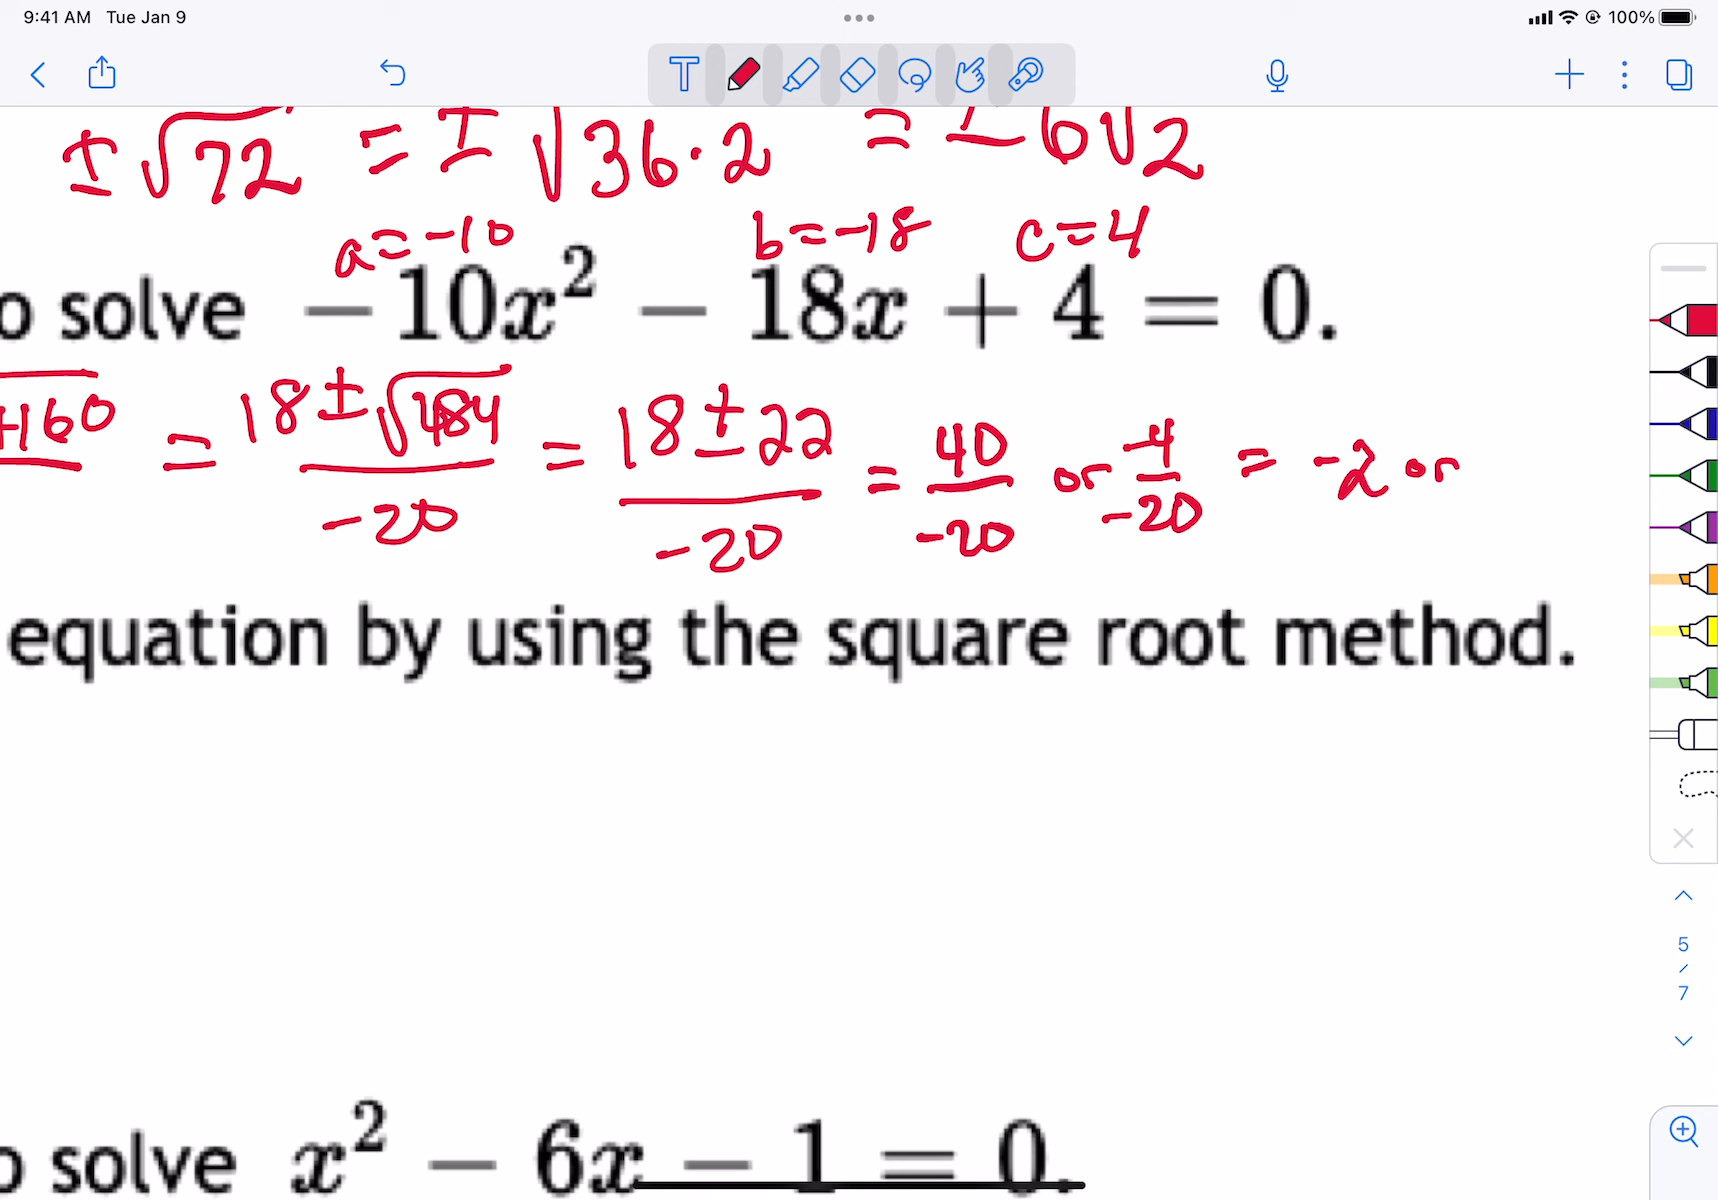 9:41 AM Tue Jan 9
100%
T
± √72 = ± √36·2 = ±6√2
a=-10 b=-18 c=4
o solve −10x² − 18x + 4 = 0.
+160 = 18±√484 / -20 = 18±22 / -20 = 40/-20 or -4/-20 = -2 or
equation by using the square root method.
5
/
7
o solve x² − 6x − 1 = 0.